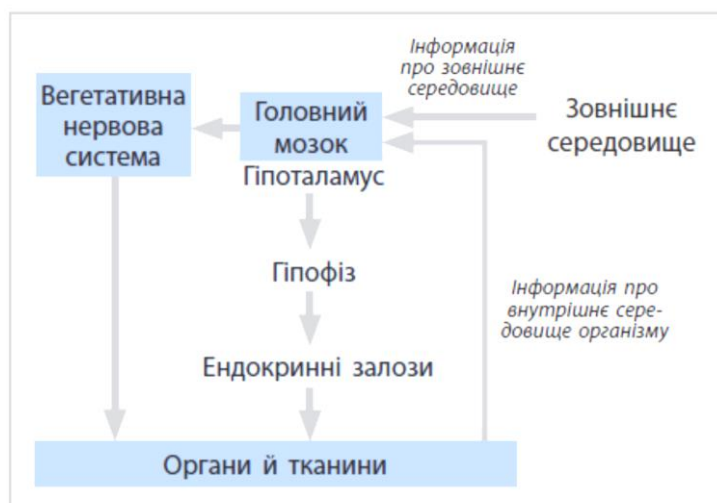 Інформація
про зовнішнє
середовище
Вегетативна
нервова
система
Головний
мозок
Зовнішнє
середовище
Гіпоталамус
Гіпофіз
Інформація про
внутрішнє сере-
довище організму
Ендокринні залози
Органи й тканини